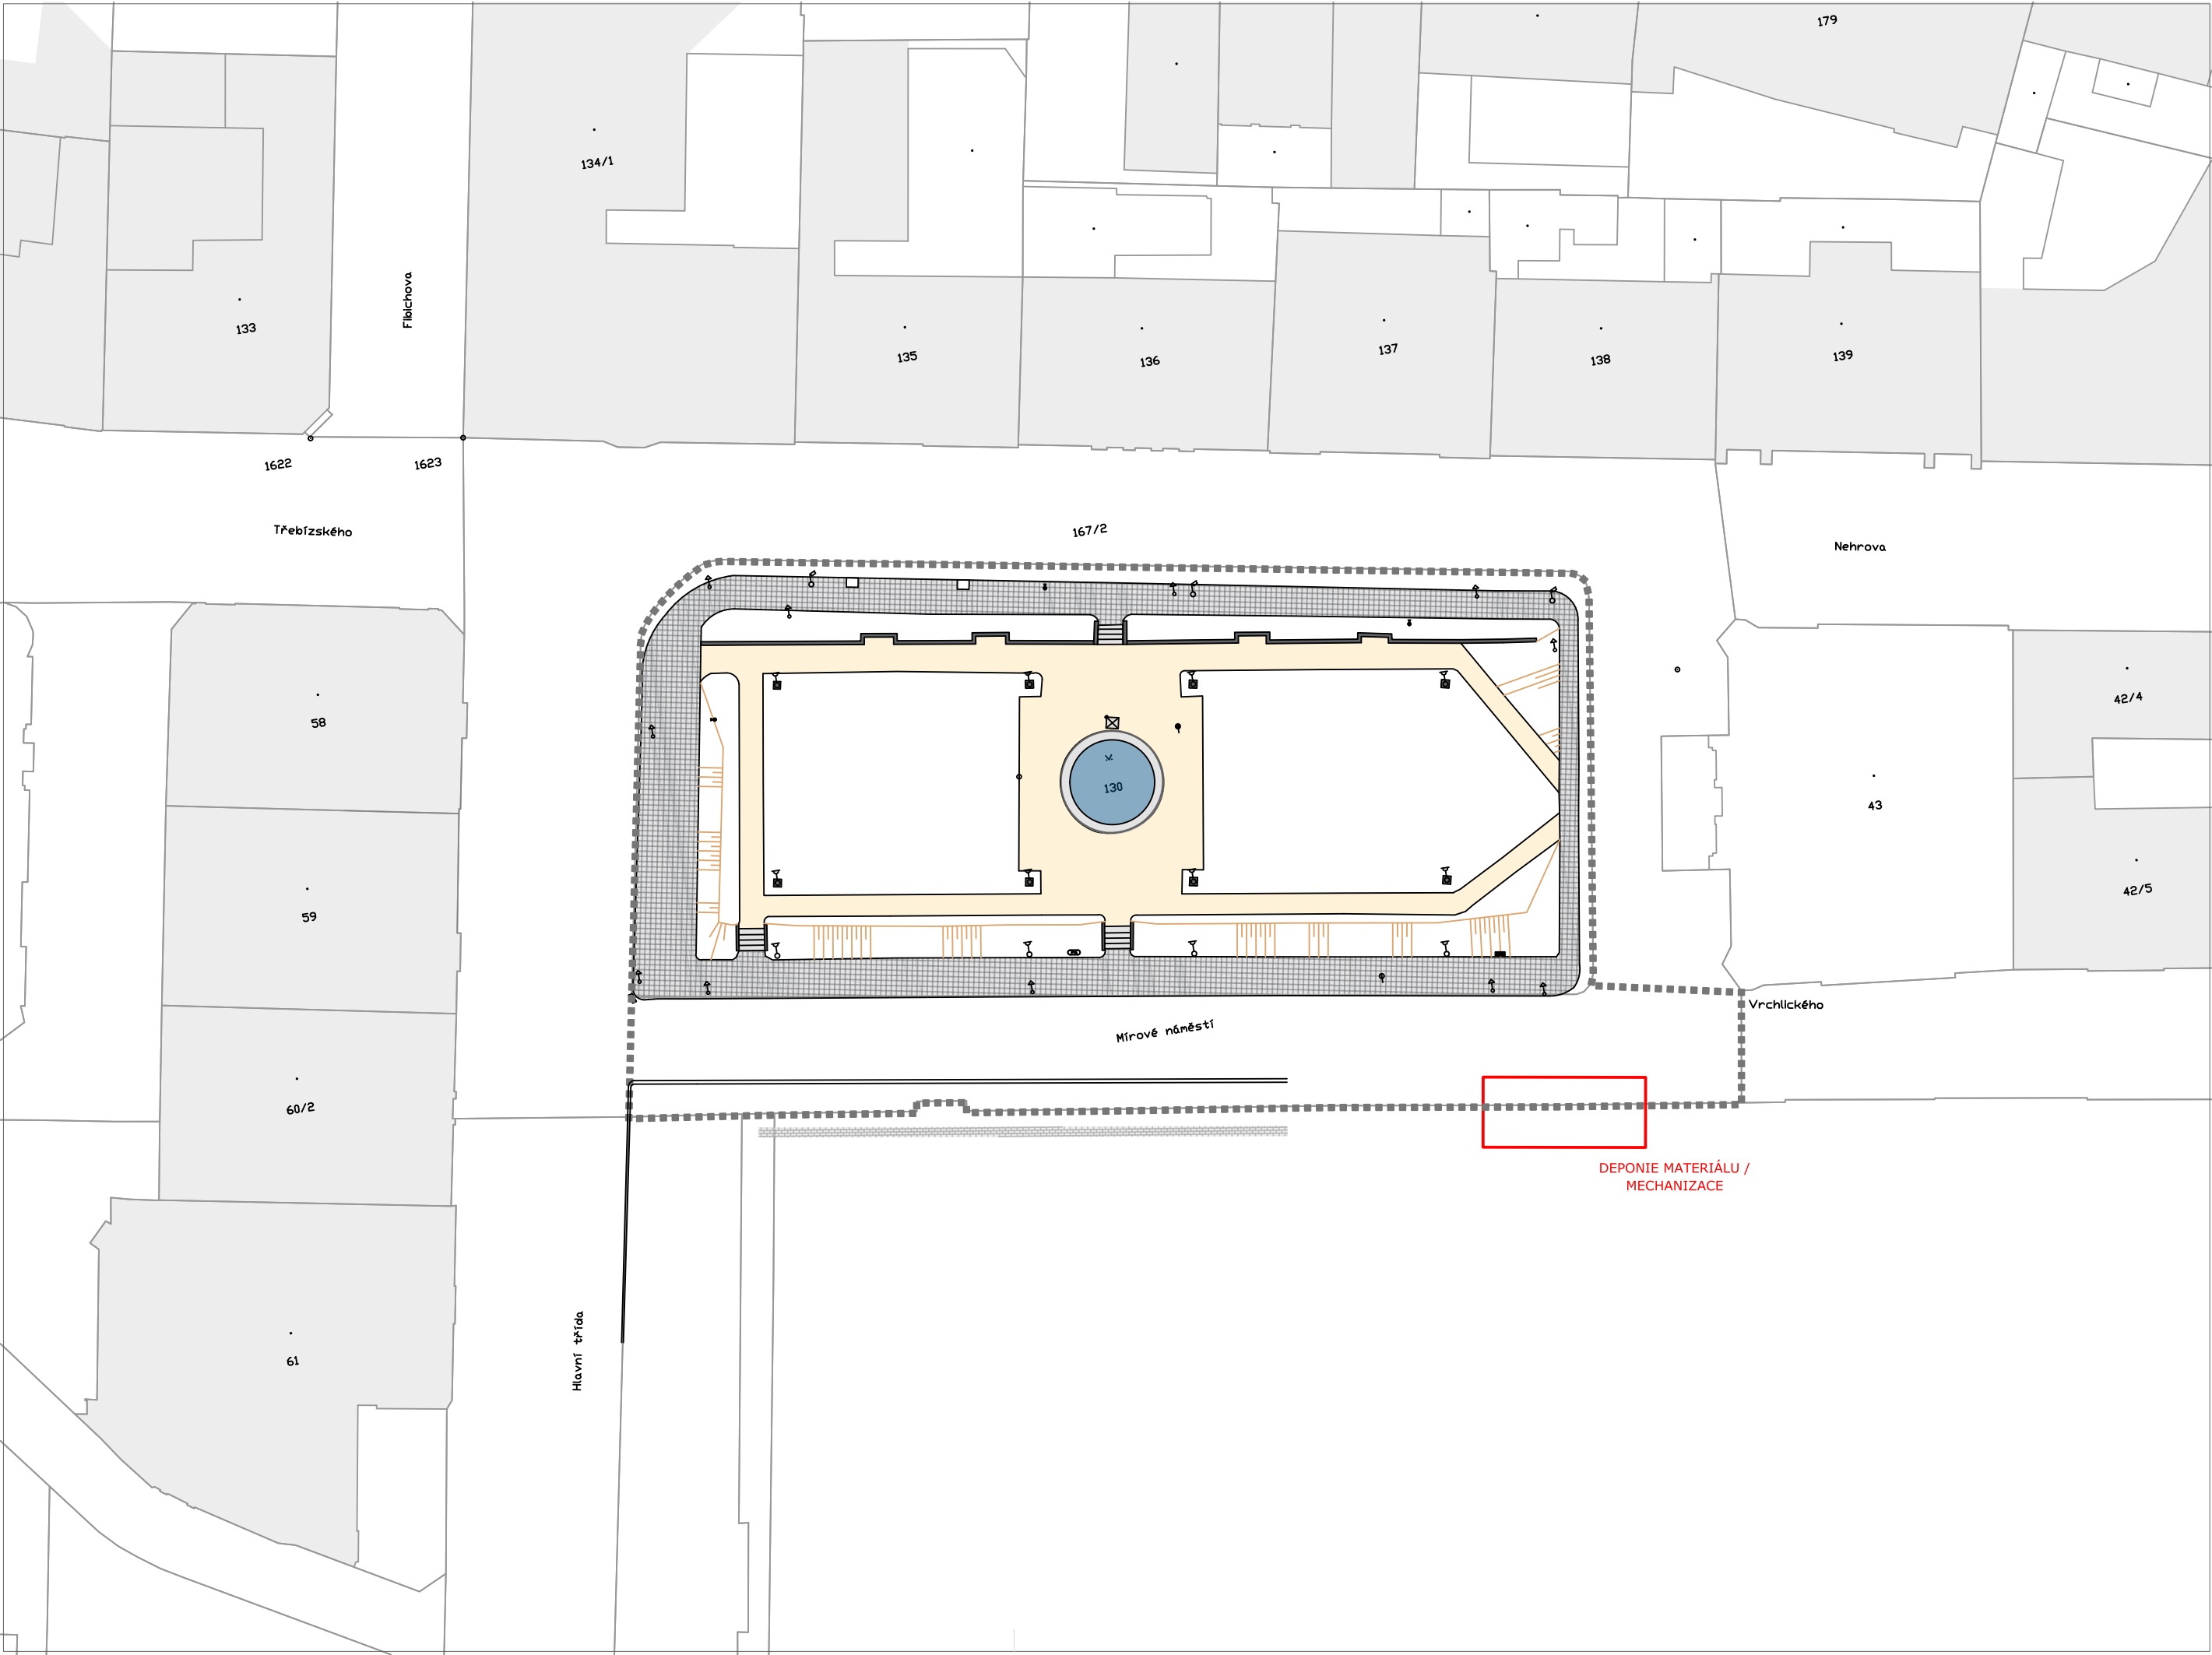 179
134/1
Fibichova
133
135
136
137
138
139
1622
1623
Třebízského
167/2
Nehrova
58
42/4
130
43
59
42/5
Vrchlického
Mírové náměstí
60/2
DEPONIE MATERIÁLU /
MECHANIZACE
61
Hlavní třída